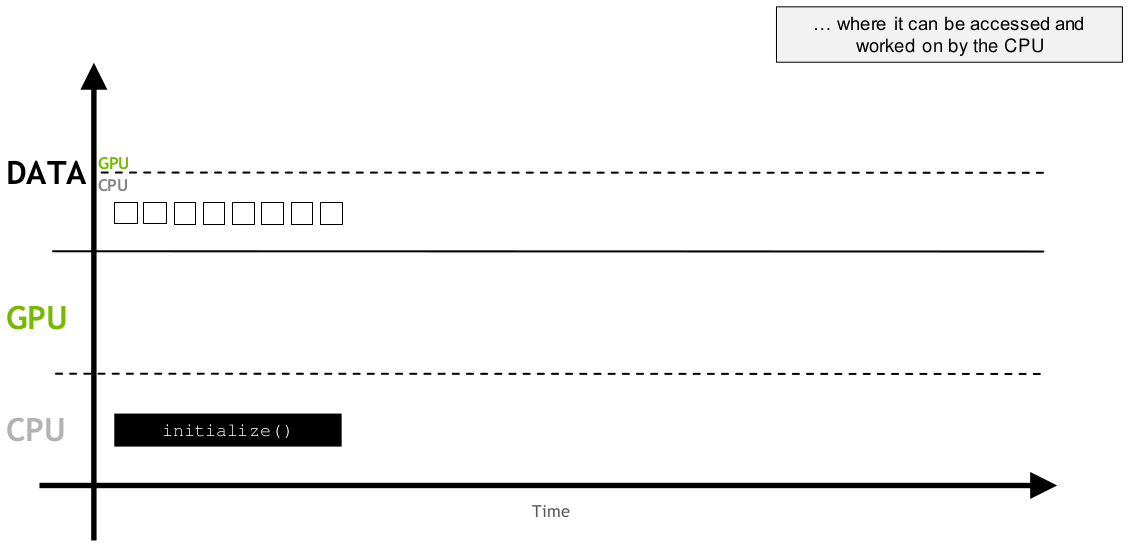 … where it can be accessed and
worked on by the CPU
DATA
GPU
CPU
GPU
CPU
initialize()
Time